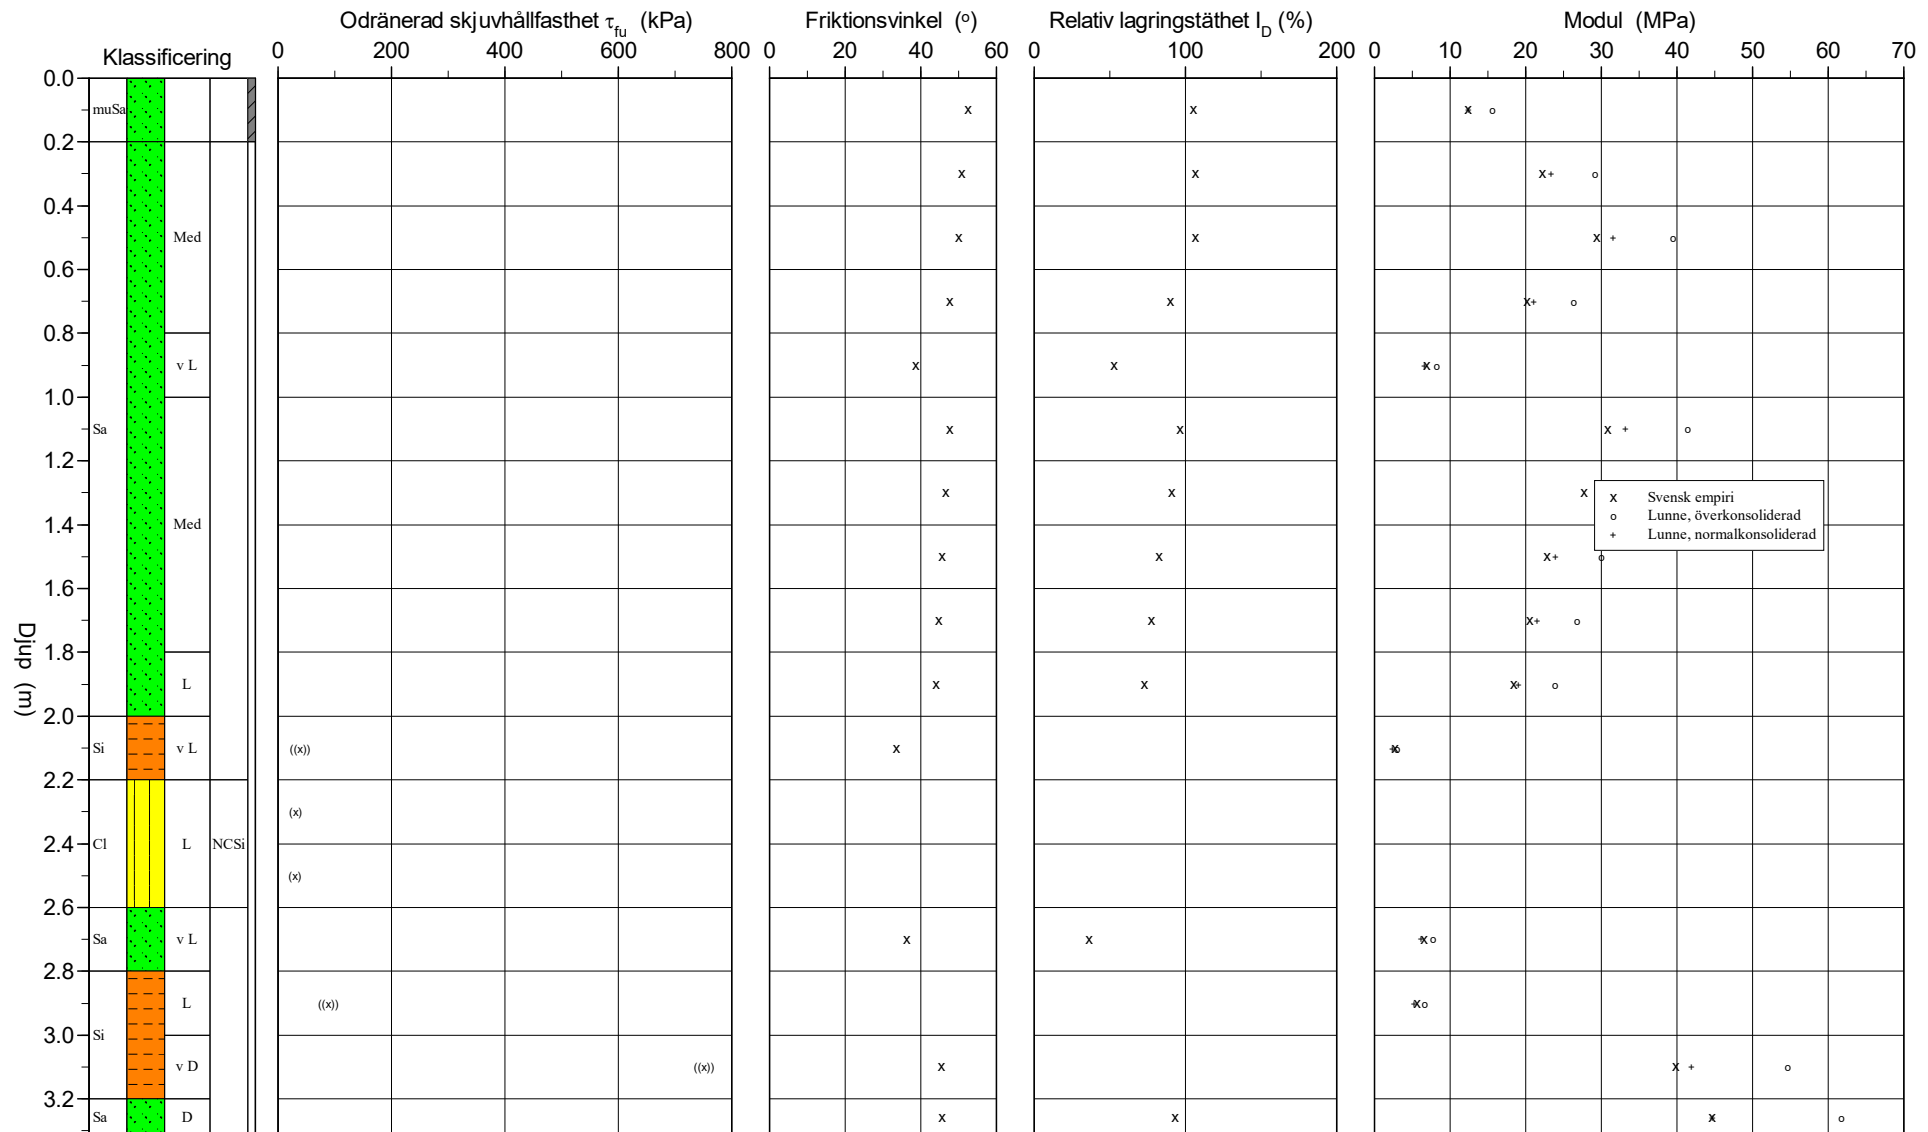 Odränerad skjuvhållfasthet τfu (kPa)
Friktionsvinkel (o)
Relativ lagringstäthet ID (%)
Modul (MPa)
Klassificering
0 200 400 600 800
0 20 40 60
0 100 200
0 10 20 30 40 50 60 70
0.0
muSa
0.2
0.4
Med
0.6
0.8
v L
1.0
Sa
1.2
1.4
Med
1.6
1.8
L
2.0
Si v L
2.2
2.4
Cl L NCSi
2.6
Sa v L
2.8
L
3.0
Si
v D
3.2
Sa D
Djup (m)
x Svensk empiri
o Lunne, överkonsoliderad
+ Lunne, normalkonsoliderad
((x))
(x)
(x)
((x))
((x))